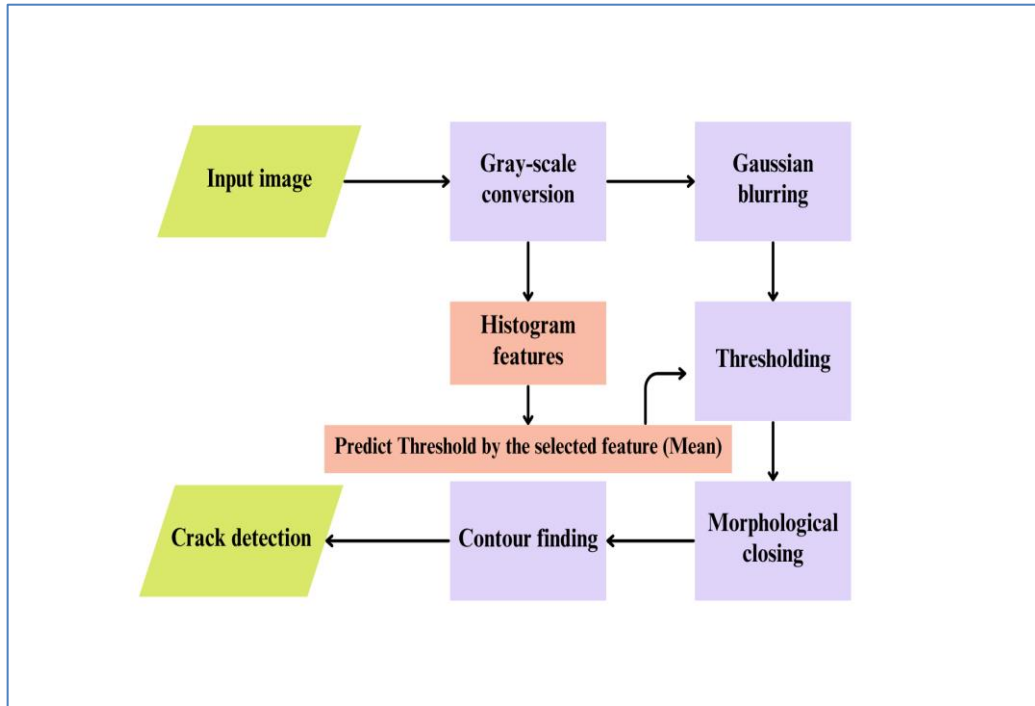 Input image
Gray-scale
conversion
Gaussian
blurring
Histogram
features
Thresholding
Predict Threshold by the selected feature (Mean)
Crack detection
Contour finding
Morphological
closing